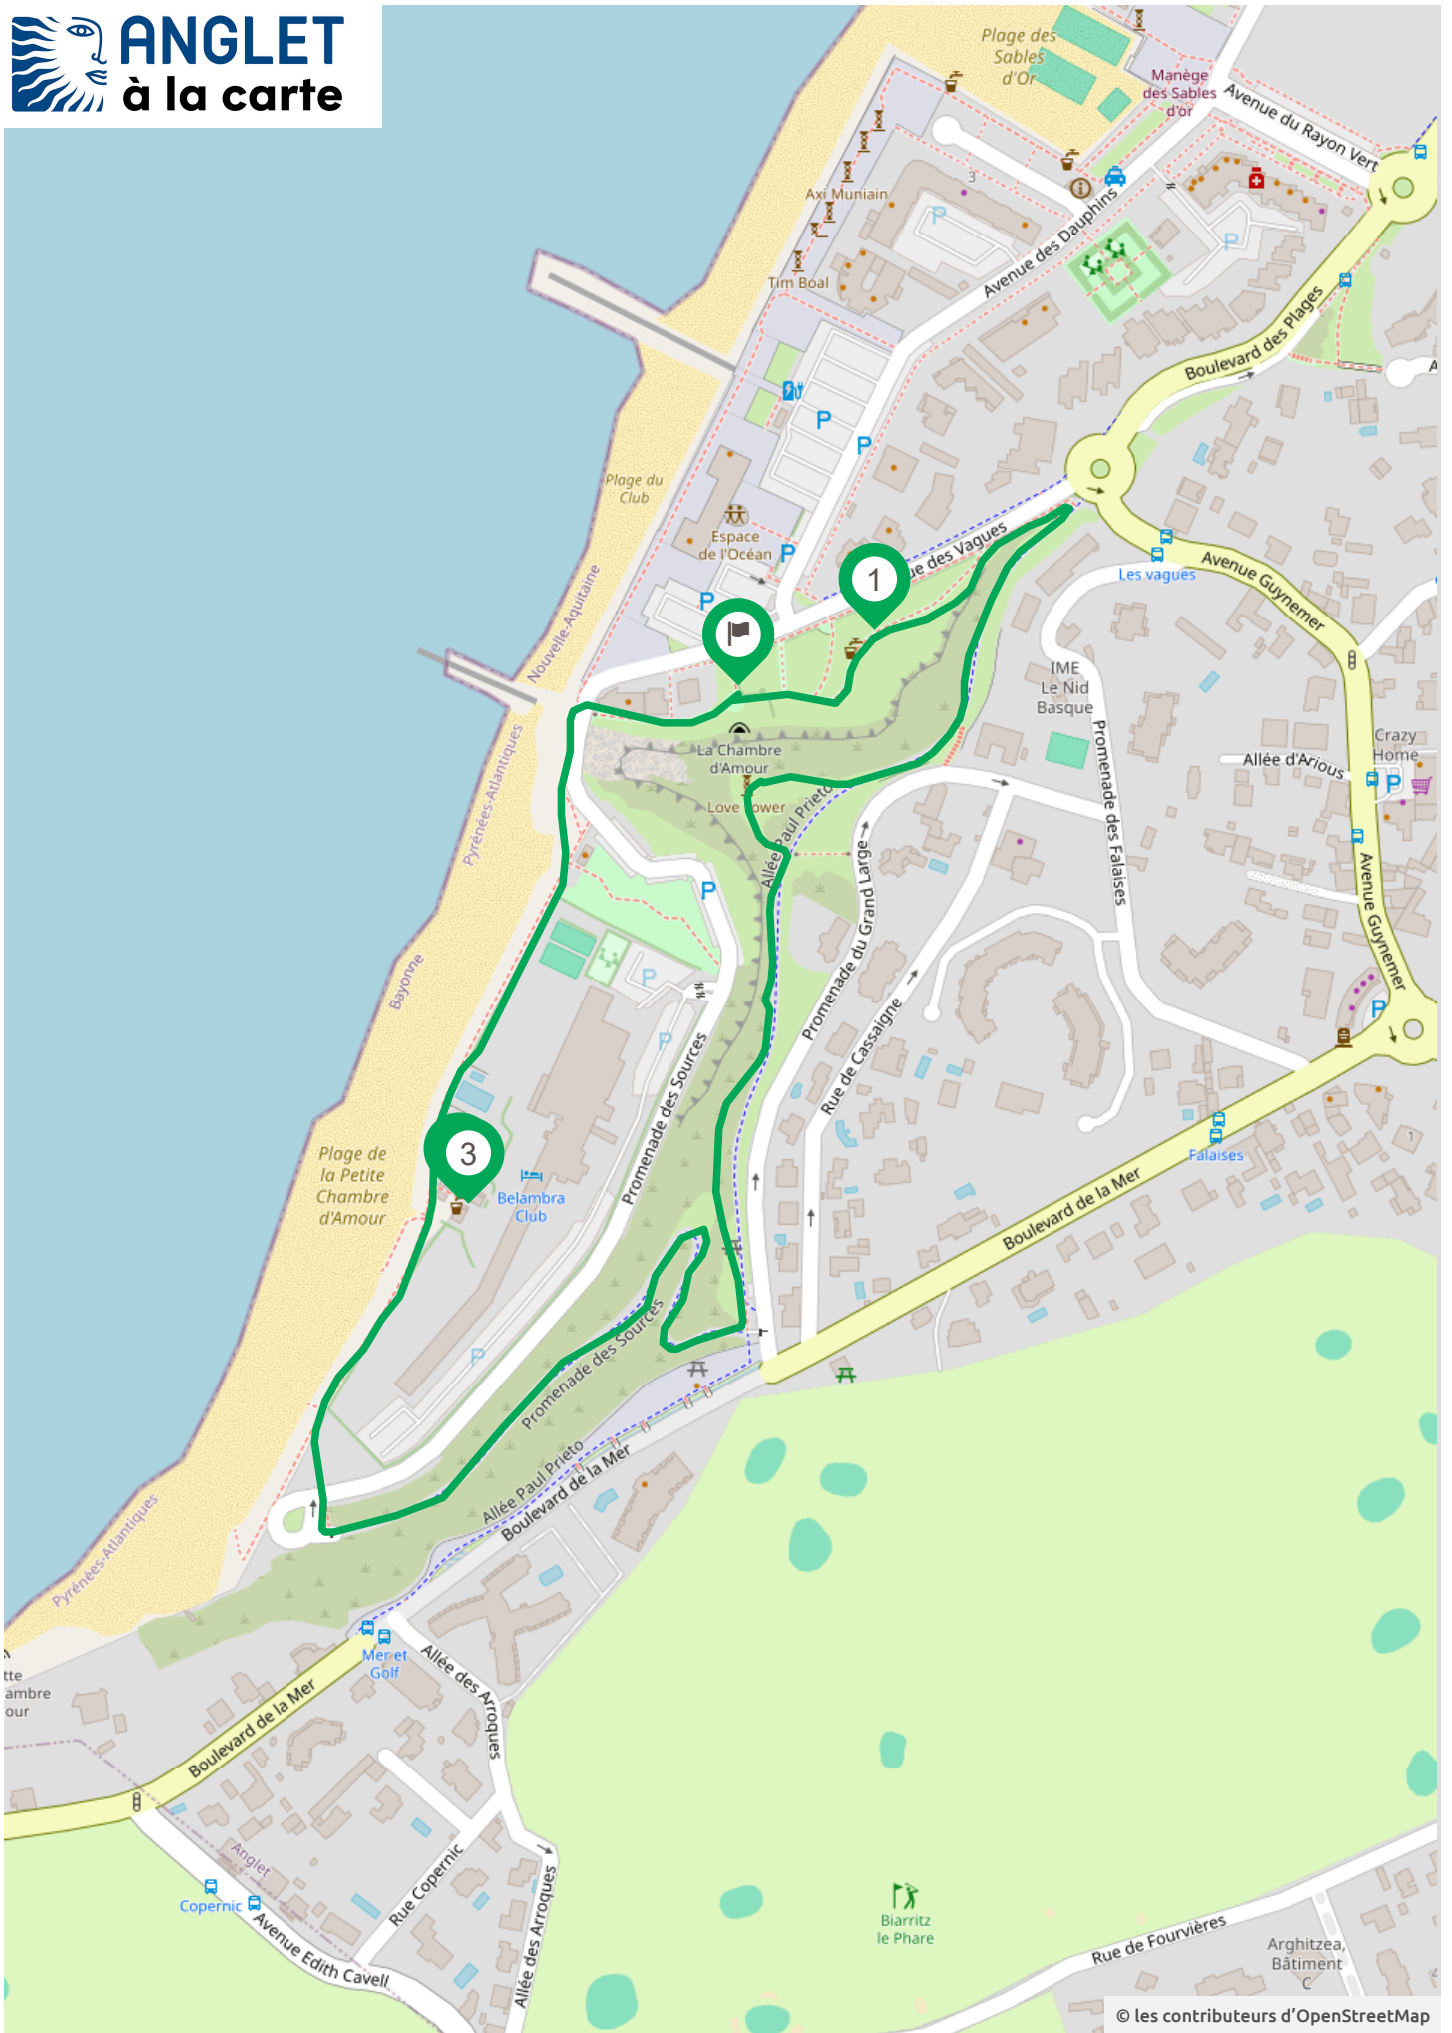 ANGLET
à la carte
Plage des
Sables
d'Or
Manège
des Sables
d'or
Avenue du Rayon Vert
3
Axi Muniain
Avenue des Dauphins
Tim Boal
Boulevard des Plages
Plage du
Club
Espace
de l'Océan
ue des Vagues
1
Les vagues
Avenue Guynemer
Nouvelle-Aquitaine
IME
Le Nid
Basque
Pyrénées-Atlantiques
La Chambre
d'Amour
Love Tower
Allée Paul Prieto
Promenade des Falaises
Allée d'Arious
Crazy
Home
Promenade du Grand Large
Avenue Guynemer
Bayonne
Rue de Cassaigne
Promenade des Sources
Plage de
la Petite
Chambre
d'Amour
3
Belambra
Club
Falaises
1
Boulevard de la Mer
Promenade des Sources
Allée Paul Prieto
Boulevard de la Mer
Pyrénées-Atlantiques
Mer et
Golf
tte
ambre
our
Allée des Arroques
Boulevard de la Mer
Anglet
Rue Copernic
Copernic
Avenue Edith Cavell
Allée des Arroques
Biarritz
le Phare
Rue de Fourvières
Arghitzea,
Bâtiment
C
© les contributeurs d’OpenStreetMap